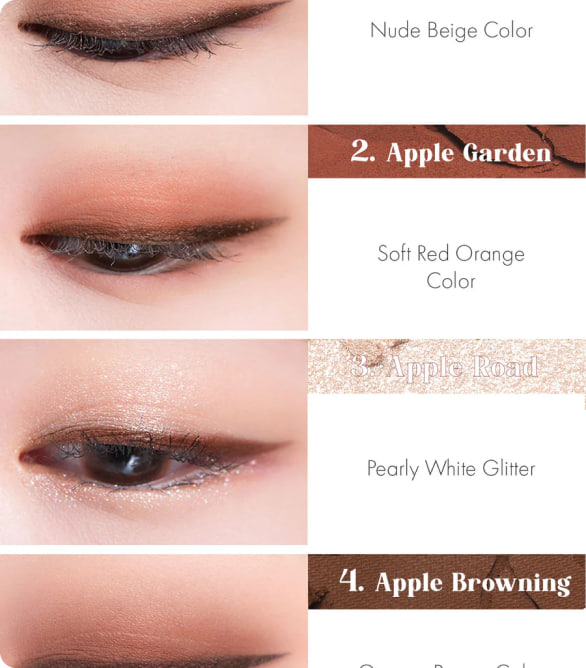 Nude Beige Color
2. Apple Garden
Soft Red Orange
Color
3. Apple Road
Pearly White Glitter
4. Apple Browning